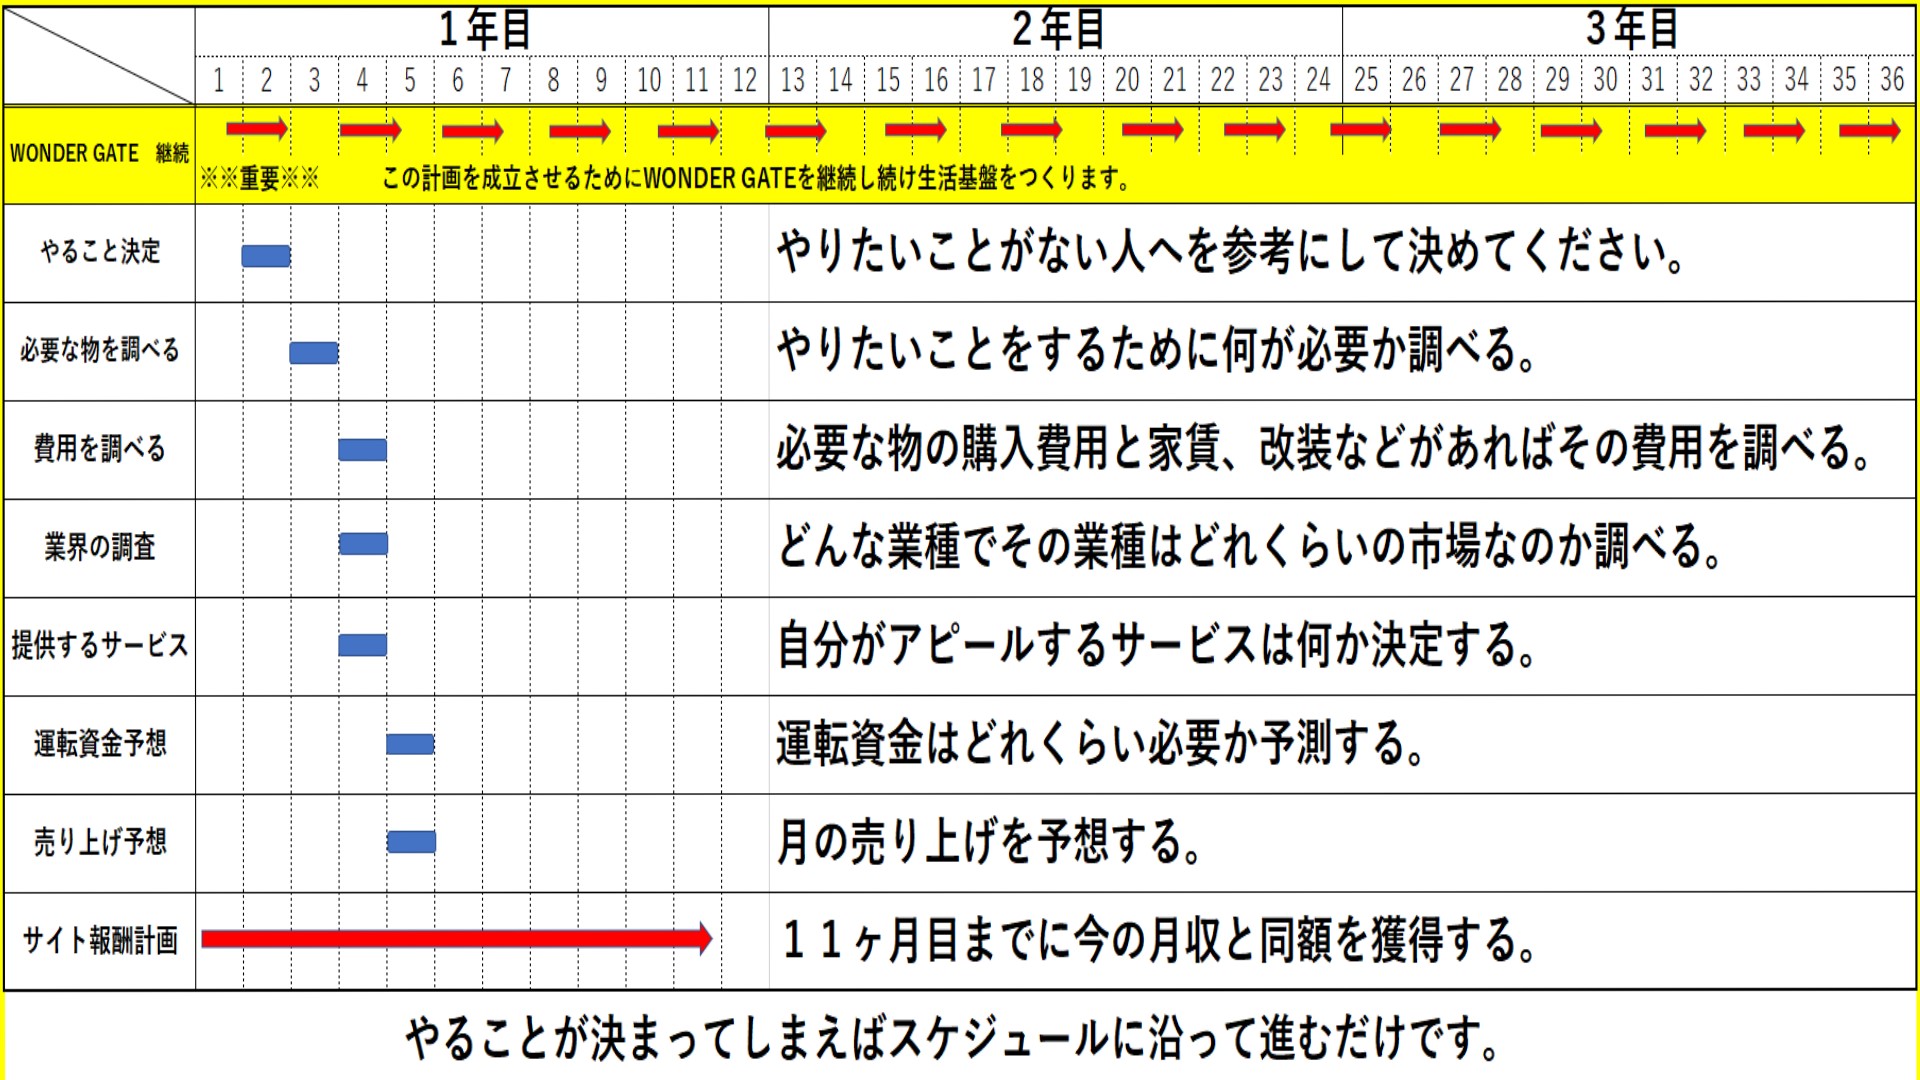 １年目 ２年目 ３年目
1 2 3 4 5 6 7 8 9 10 11 12 13 14 15 16 17 18 19 20 21 22 23 24 25 26 27 28 29 30 31 32 33 34 35 36
WONDER GATE　継続
※※重要※※　　　この計画を成立させるためにWONDER GATEを継続し続け生活基盤をつくります。
やること決定 やりたいことがない人へを参考にして決めてください。
必要な物を調べる やりたいことをするために何が必要か調べる。
費用を調べる 必要な物の購入費用と家賃、改装などがあればその費用を調べる。
業界の調査 どんな業種でその業種はどれくらいの市場なのか調べる。
提供するサービス 自分がアピールするサービスは何か決定する。
運転資金予想 運転資金はどれくらい必要か予測する。
売り上げ予想 月の売り上げを予想する。
サイト報酬計画 １１ヶ月目までに今の月収と同額を獲得する。
やることが決まってしまえばスケジュールに沿って進むだけです。